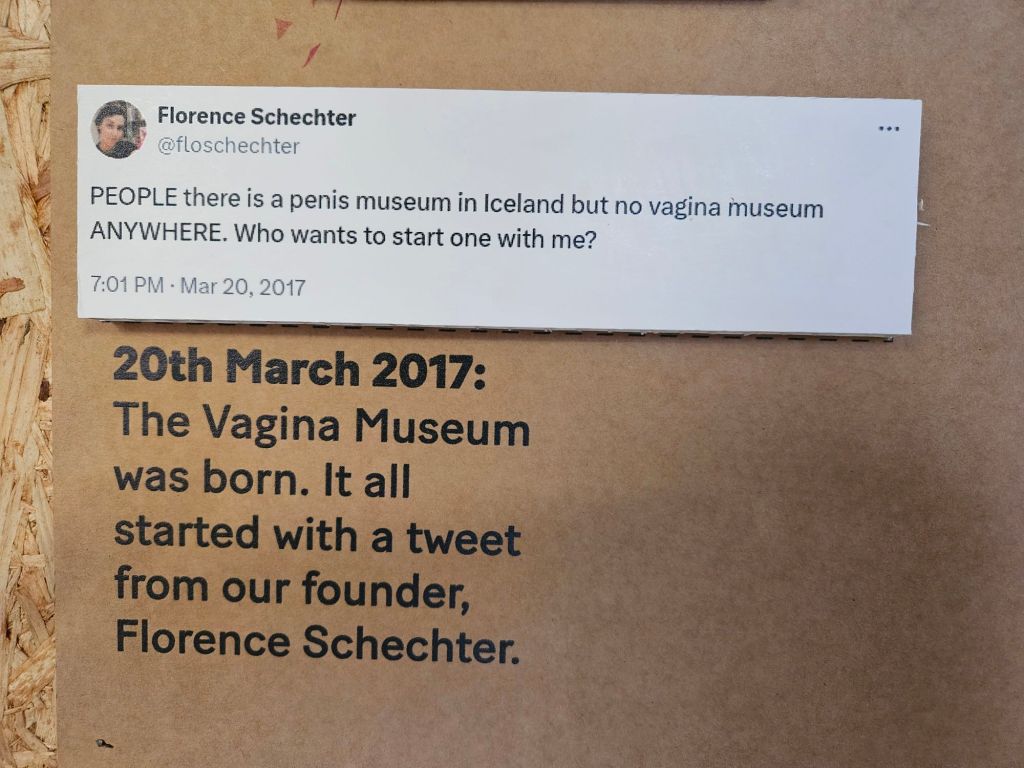 Florence Schechter
@floschechter
PEOPLE there is a penis museum in Iceland but no vagina museum
ANYWHERE. Who wants to start one with me?
7:01 PM · Mar 20, 2017
20th March 2017:
The Vagina Museum
was born. It all
started with a tweet
from our founder,
Florence Schechter.